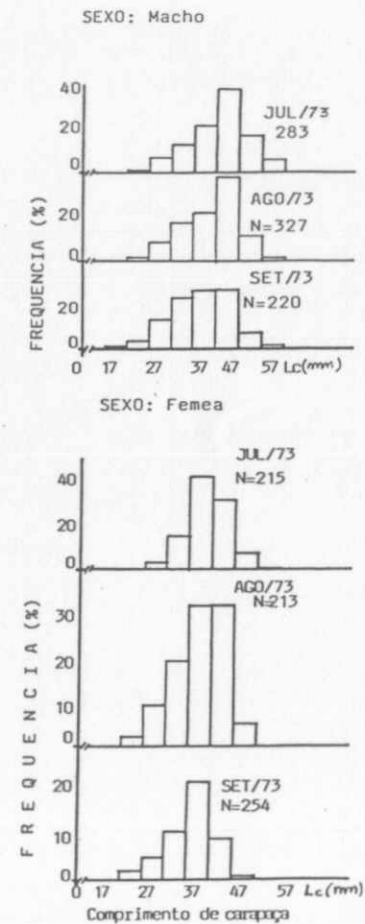 SEXO: Macho
40
20
0
JUL/73
283
20
0
AGO/73
N=327
20
0
SET/73
N=220
FREQUENCIA (%)
0 17 27 37 47 57 Lc(mm)
SEXO: Femea
40
20
0
JUL/73
N=215
30
20
10
0
AGO/73
N=213
20
10
0
SET/73
N=254
FREQUENCIA (%)
0 17 27 37 47 57 Lc(mm)
Comprimento de carapaça